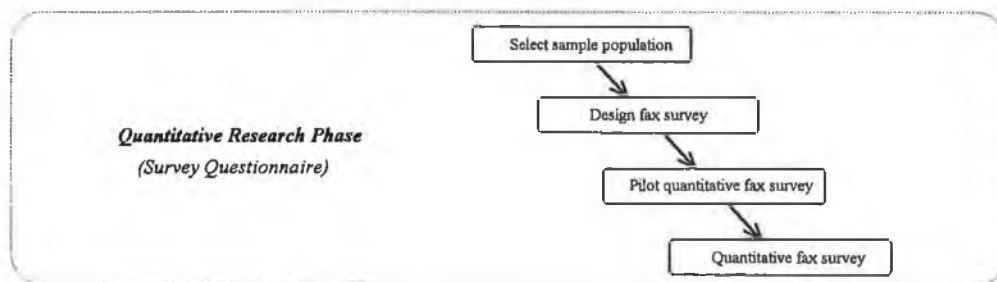 Select sample population
Design fax survey
Quantitative Research Phase
(Survey Questionnaire)
Pilot quantitative fax survey
Quantitative fax survey